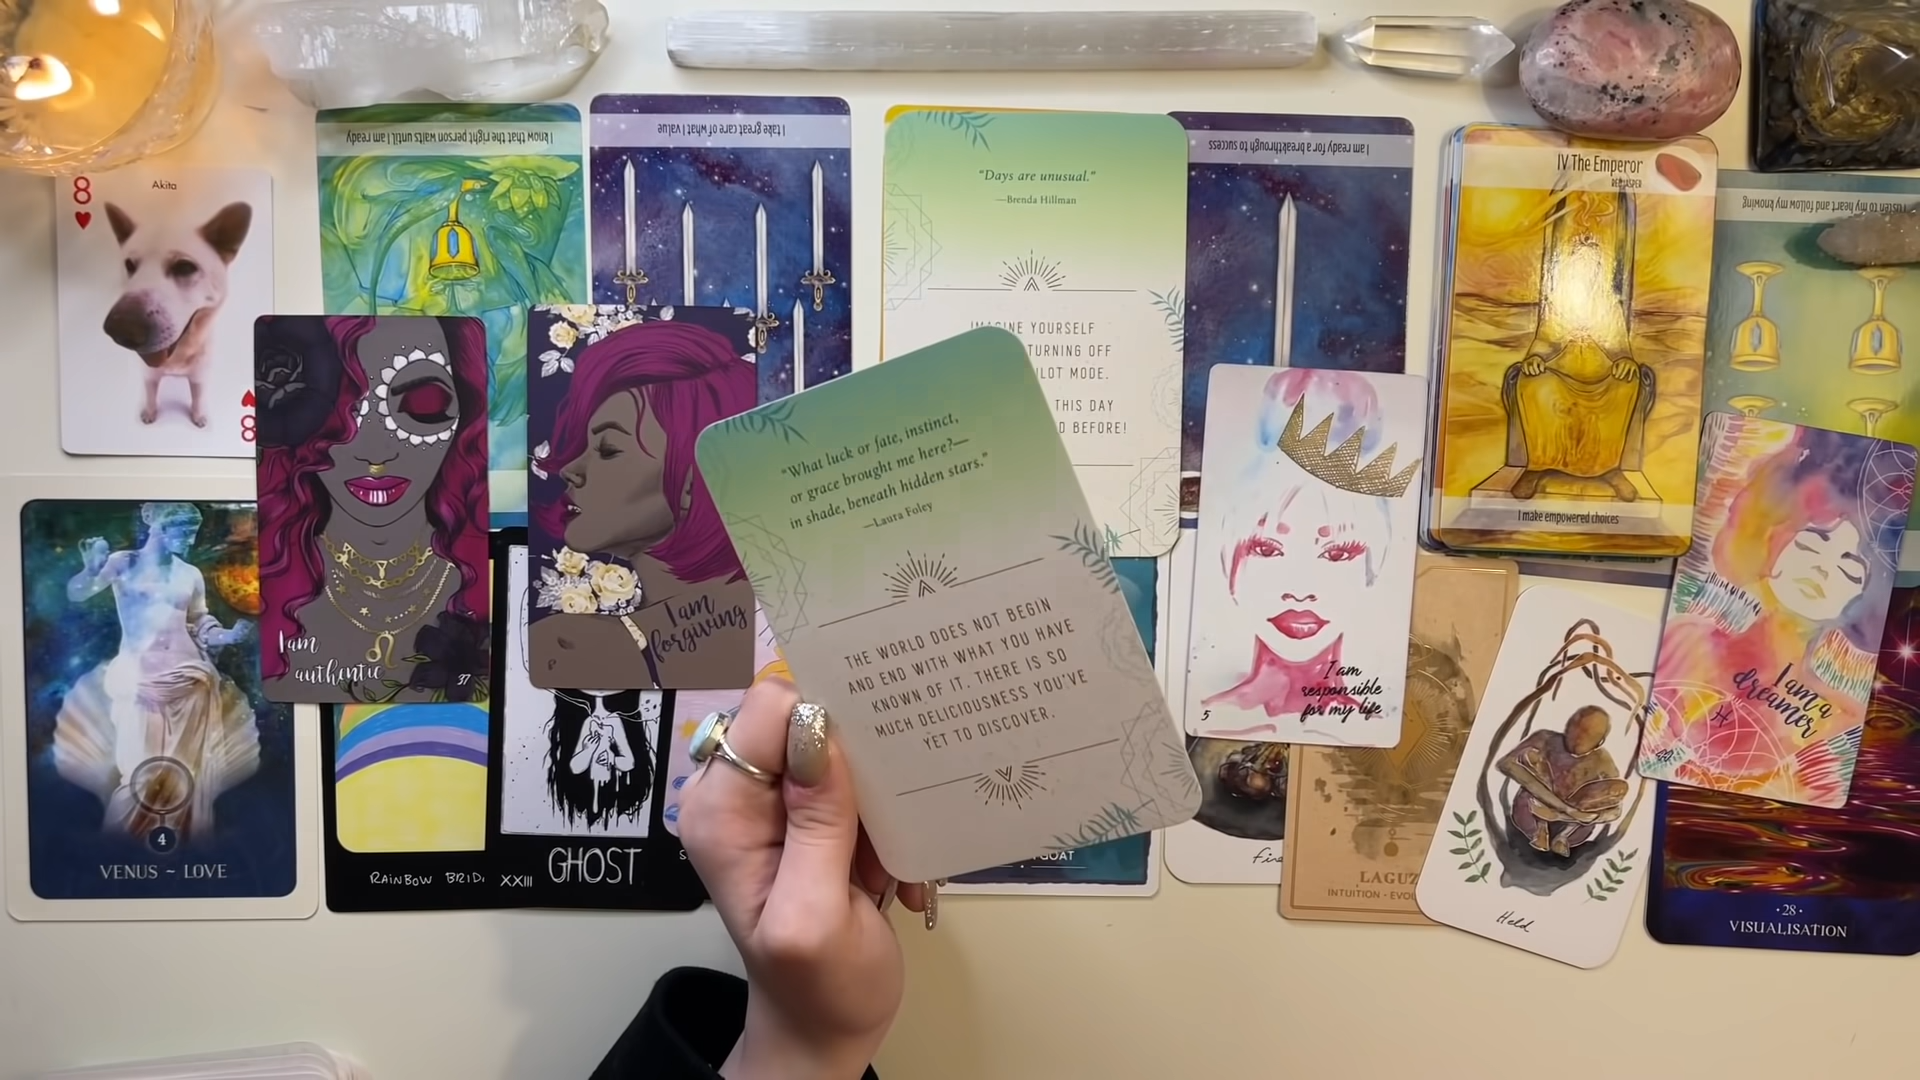 8
Akita
8
I know that the right person waits until I am ready
I take great care of what I value
"Days are unusual."
—Brenda Hillman
IMAGINE YOURSELF
TURNING OFF
MODE.
THIS DAY
BEFORE!
I am ready for a breakthrough to success
IV The Emperor
RED JASPER
I make empowered choices
I listen to my heart and follow my knowing
I am
authentic
37
I am
forgiving
"What luck or fate, instinct,
or grace brought me here?—
in shade, beneath hidden stars."
—Laura Foley
THE WORLD DOES NOT BEGIN
AND END WITH WHAT YOU HAVE
KNOWN OF IT. THERE IS SO
MUCH DELICIOUSNESS YOU'VE
YET TO DISCOVER.
5
I am
responsible
for my life
I am a
dreamer
4
VENUS ~ LOVE
RAINBOW
XXIII
GHOST
LAGUZ
INTUITION -
Held
·28·
VISUALISATION